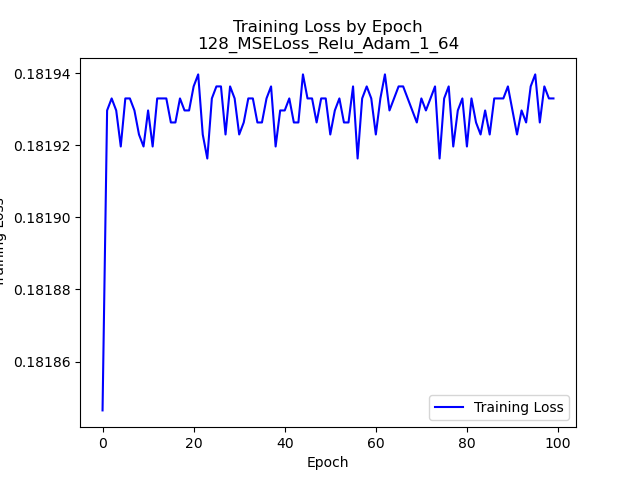 Training Loss by Epoch
128_MSELoss_Relu_Adam_1_64
0.18194
0.18192
0.18190
0.18188
0.18186
Training Loss
0 20 40 60 80 100
Epoch
Training Loss